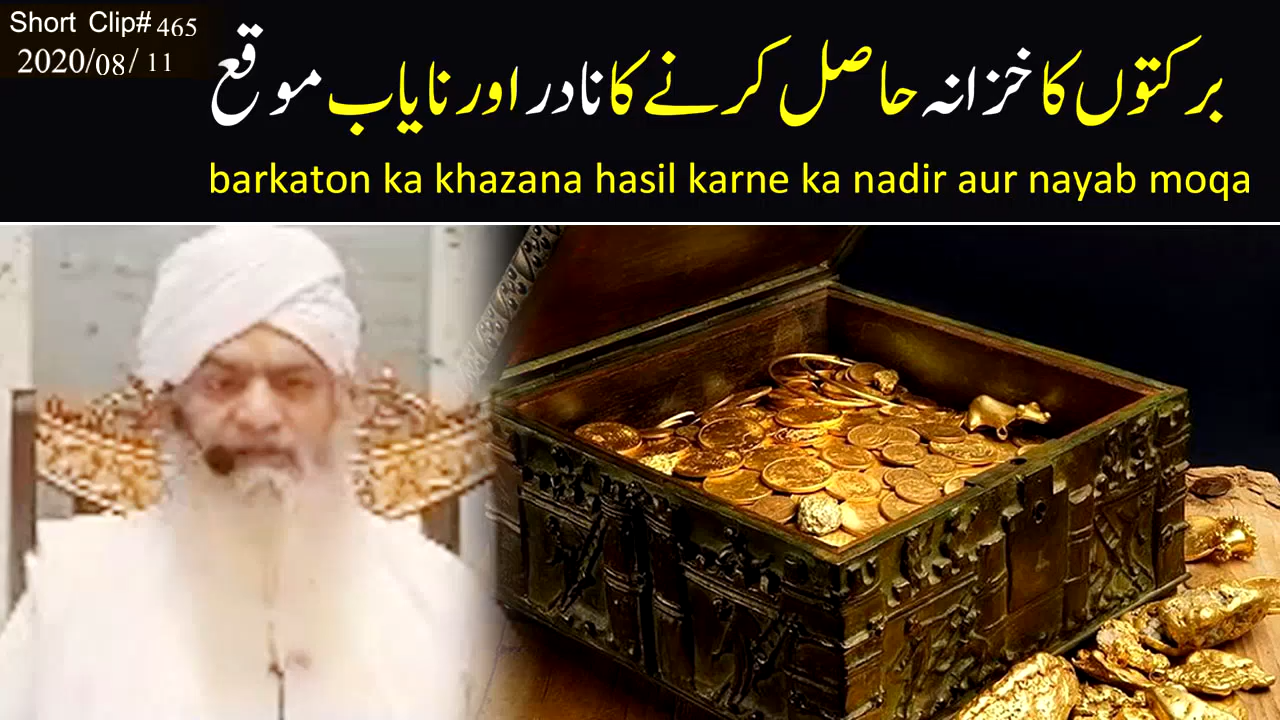 Short Clip# 465
2020/08/ 11
برکتوں کا خزانہ حاصل کرنے کا نادر اور نایاب موقع
barkaton ka khazana hasil karne ka nadir aur nayab moqa